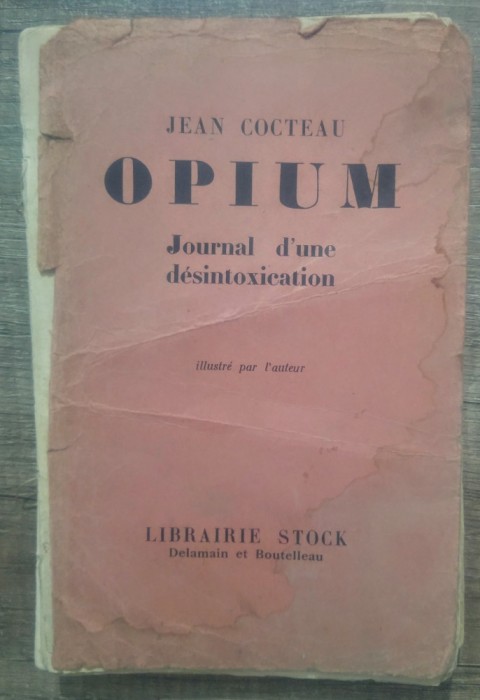 JEAN COCTEAU
OPIUM
Journal d'une
désintoxication
illustré par l'auteur
LIBRAIRIE STOCK
Delamain et Boutelleau